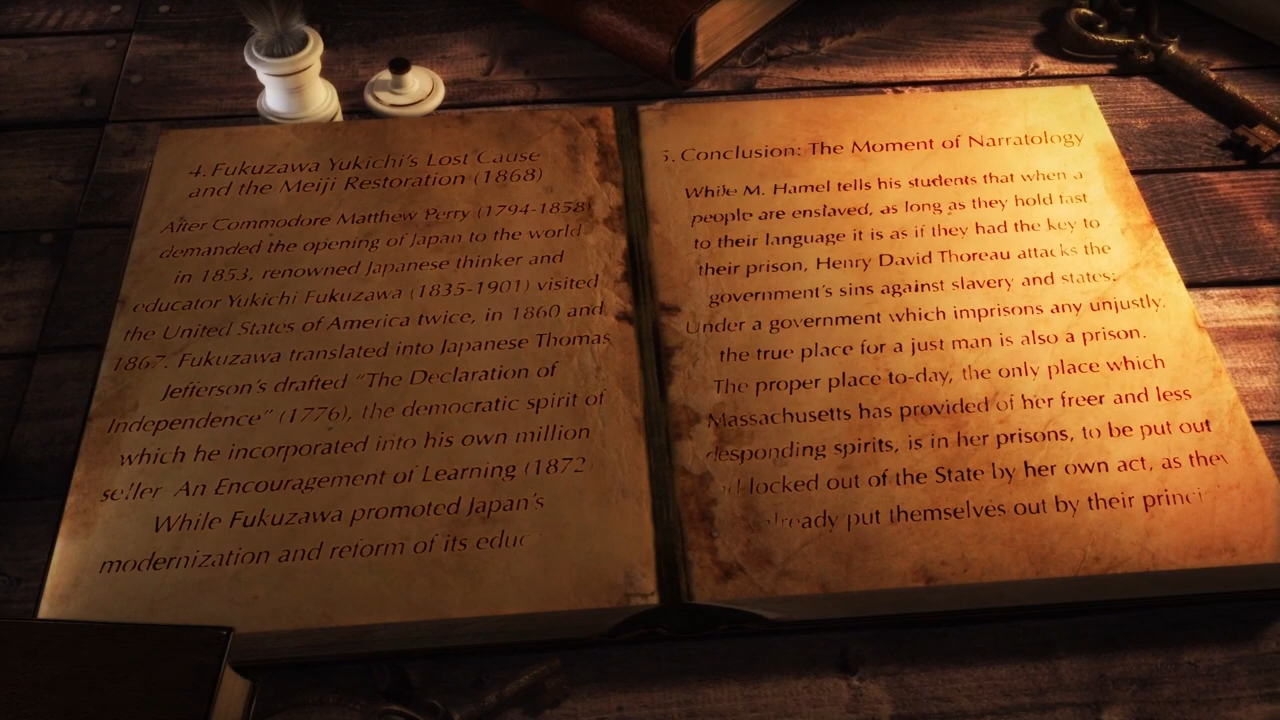 4. Fukuzawa Yukichi's Lost Cause
and the Meiji Restoration (1868)
After Commodore Matthew Perry (1794-1858)
demanded the opening of Japan to the world
in 1853, renowned Japanese thinker and
educator Yukichi Fukuzawa (1835-1901) visited
the United States of America twice, in 1860 and
1867. Fukuzawa translated into Japanese Thomas
Jefferson's drafted "The Declaration of
Independence" (1776), the democratic spirit of
which he incorporated into his own million
seller An Encouragement of Learning (1872)
While Fukuzawa promoted Japan's
modernization and reform of its
5. Conclusion: The Moment of Narratology
While M. Hamel tells his students that when a
people are enslaved, as long as they hold fast
to their language it is as if they had the key to
their prison, Henry David Thoreau attacks the
government's sins against slavery and states:
Under a government which imprisons any unjustly,
the true place for a just man is also a prison.
The proper place to-day, the only place which
Massachusetts has provided of her freer and less
desponding spirits, is in her prisons, to be put out
locked out of the State by her own act, as they
already put themselves out by their